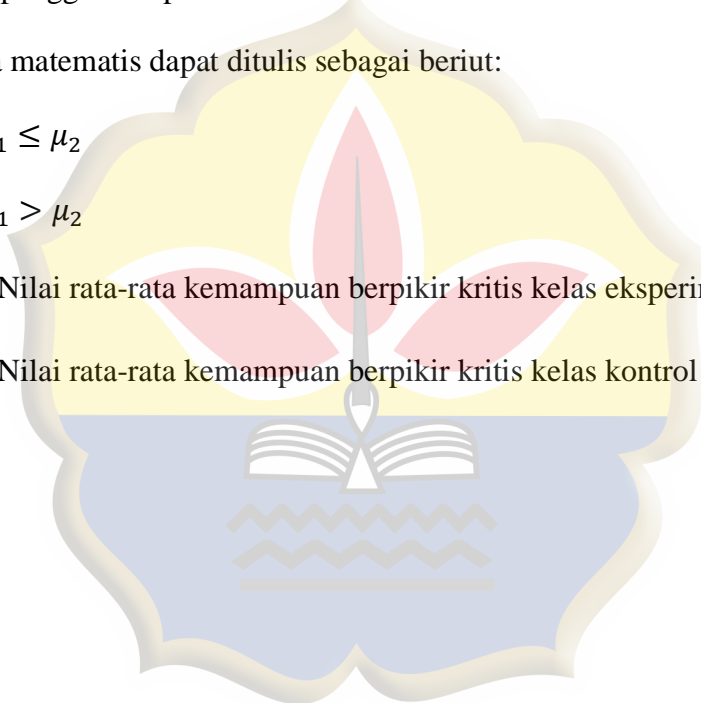 matematis dapat ditulis sebagai beriut:
₁ ≤ 𝜇₂
₁ > 𝜇₂
Nilai rata-rata kemampuan berpikir kritis kelas
Nilai rata-rata kemampuan berpikir kritis kelas kontrol